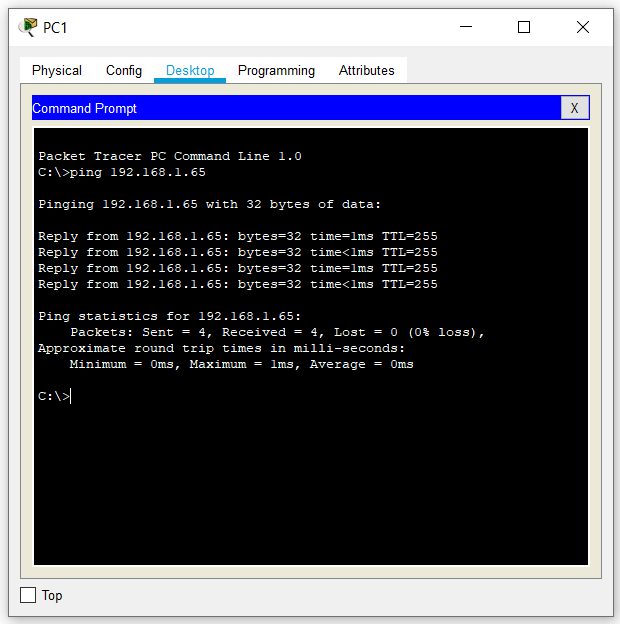 PC1
Physical Config Desktop Programming Attributes
Command Prompt X
Packet Tracer PC Command Line 1.0
C:\>ping 192.168.1.65
Pinging 192.168.1.65 with 32 bytes of data:
Reply from 192.168.1.65: bytes=32 time=1ms TTL=255
Reply from 192.168.1.65: bytes=32 time<1ms TTL=255
Reply from 192.168.1.65: bytes=32 time=1ms TTL=255
Reply from 192.168.1.65: bytes=32 time<1ms TTL=255
Ping statistics for 192.168.1.65:
    Packets: Sent = 4, Received = 4, Lost = 0 (0% loss),
Approximate round trip times in milli-seconds:
    Minimum = 0ms, Maximum = 1ms, Average = 0ms
C:\>
Top